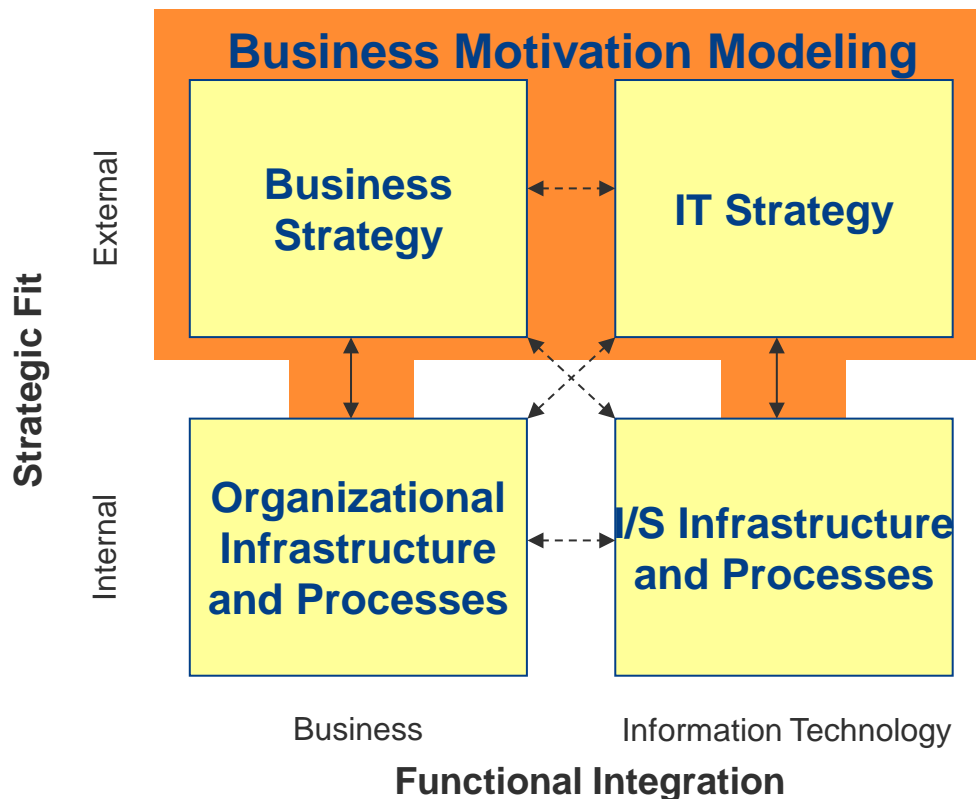 Business Motivation Modeling
Business
Strategy
IT Strategy
External
Strategic Fit
Organizational
Infrastructure
and Processes
I/S Infrastructure
and Processes
Internal
Business
Information Technology
Functional Integration